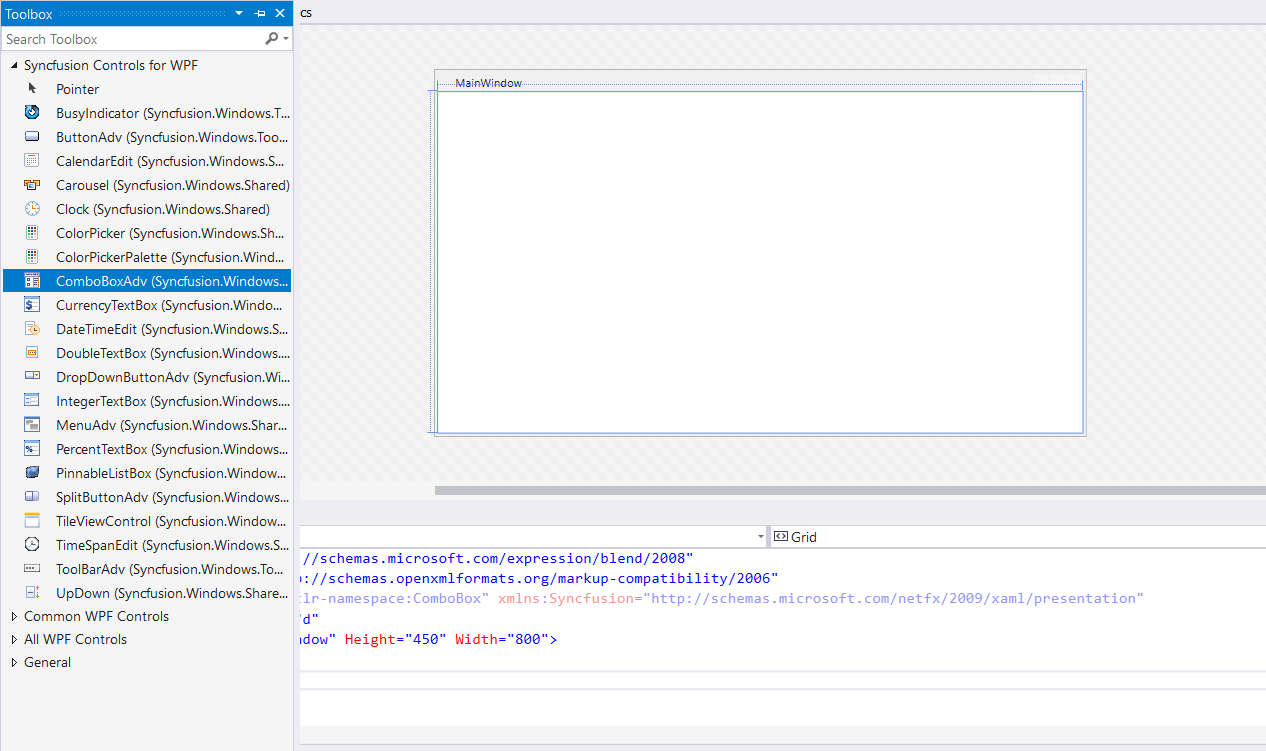 Toolbox
Search Toolbox
Syncfusion Controls for WPF
Pointer
BusyIndicator (Syncfusion.Windows.T...
ButtonAdv (Syncfusion.Windows.Too...
CalendarEdit (Syncfusion.Windows.S...
Carousel (Syncfusion.Windows.Shared)
Clock (Syncfusion.Windows.Shared)
ColorPicker (Syncfusion.Windows.Sh...
ColorPickerPalette (Syncfusion.Wind...
ComboBoxAdv (Syncfusion.Windows...
CurrencyTextBox (Syncfusion.Windo...
DateTimeEdit (Syncfusion.Windows.S...
DoubleTextBox (Syncfusion.Windows....
DropDownButtonAdv (Syncfusion.Wi...
IntegerTextBox (Syncfusion.Windows....
MenuAdv (Syncfusion.Windows.Shar...
PercentTextBox (Syncfusion.Windows...
PinnableListBox (Syncfusion.Window...
SplitButtonAdv (Syncfusion.Windows...
TileViewControl (Syncfusion.Window...
TimeSpanEdit (Syncfusion.Windows.S...
ToolBarAdv (Syncfusion.Windows.To...
UpDown (Syncfusion.Windows.Share...
Common WPF Controls
All WPF Controls
General
cs
MainWindow
Grid
//schemas.microsoft.com/expression/blend/2008"
://schemas.openxmlformats.org/markup-compatibility/2006"
lr-namespace:ComboBox" xmlns:Syncfusion="http://schemas.microsoft.com/netfx/2009/xaml/presentation"
d"
ndow" Height="450" Width="800">